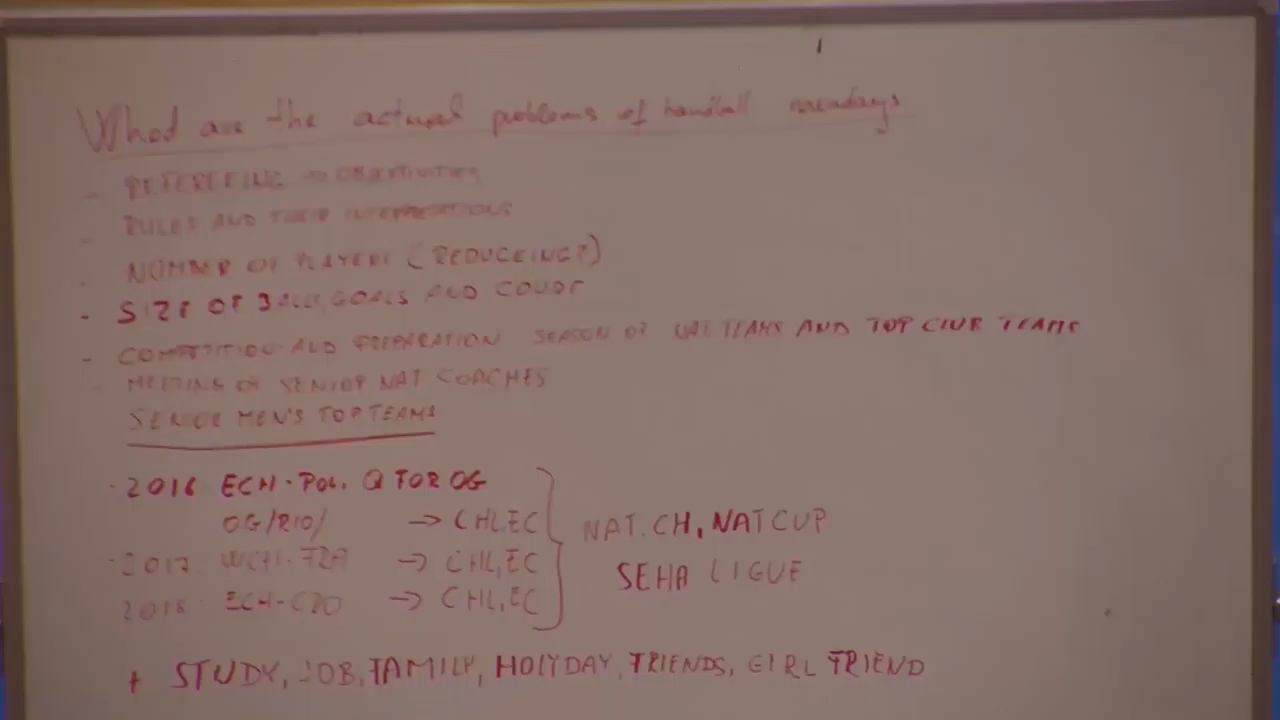 Whod are the actual problems of handball nowadays
- REFEREEING → OBJECTIVITIES
- RULES AND THEIR INTERPRETATIONS
- NUMBER OF PLAYERS (REDUCEING?)
- SIZE OF BALLS, GOALS AND COURT
- COMPETITION AND PREPARATION SEASON OF NAT TEAMS AND TOP CLUB TEAMS
- MEETING OF SENIOR NAT COACHES
SENIOR MEN'S TOP TEAMS
· 2016 ECH-POL. Q FOR OG
OG/RIO/ → CHL, EC
NAT. CH, NAT CUP
· 2017 WCH-FRA → CHL, EC
SEHA LIGUE
2018 ECH-CRO → CHL, EC
+ STUDY, JOB, FAMILY, HOLYDAY, FRIENDS, GIRL FRIEND